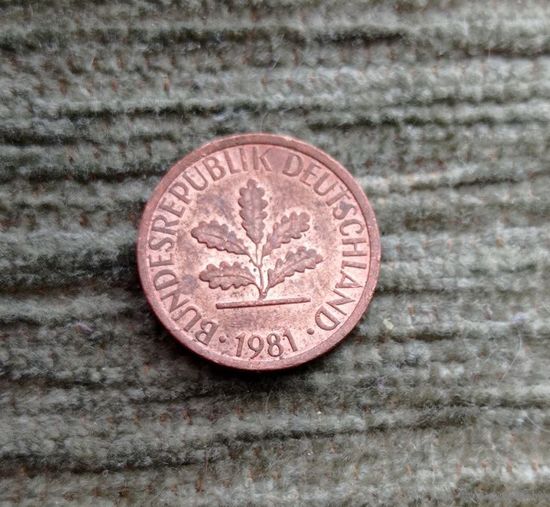 BUNDESREPUBLIK DEUTSCHLAND
· 1981 ·